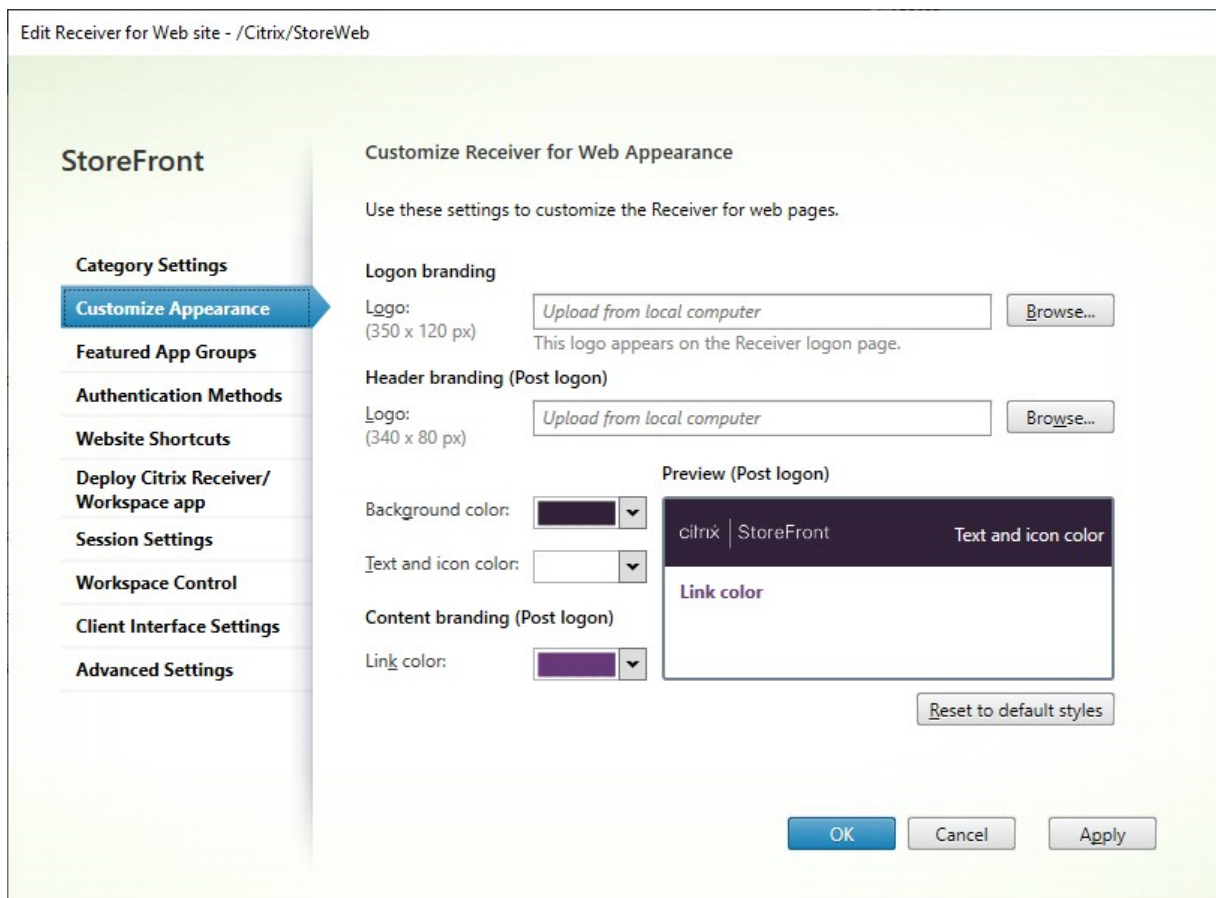 Edit Receiver for Web site - /Citrix/StoreWeb
StoreFront
Category Settings
Customize Appearance
Featured App Groups
Authentication Methods
Website Shortcuts
Deploy Citrix Receiver/
Workspace app
Session Settings
Workspace Control
Client Interface Settings
Advanced Settings
Customize Receiver for Web Appearance
Use these settings to customize the Receiver for web pages.
Logon branding
Logo:
(350 x 120 px)
Upload from local computer
Browse...
This logo appears on the Receiver logon page.
Header branding (Post logon)
Logo:
(340 x 80 px)
Upload from local computer
Browse...
Background color:
Text and icon color:
Preview (Post logon)
citrix | StoreFront
Text and icon color
Link color
Content branding (Post logon)
Link color:
Reset to default styles
OK
Cancel
Apply